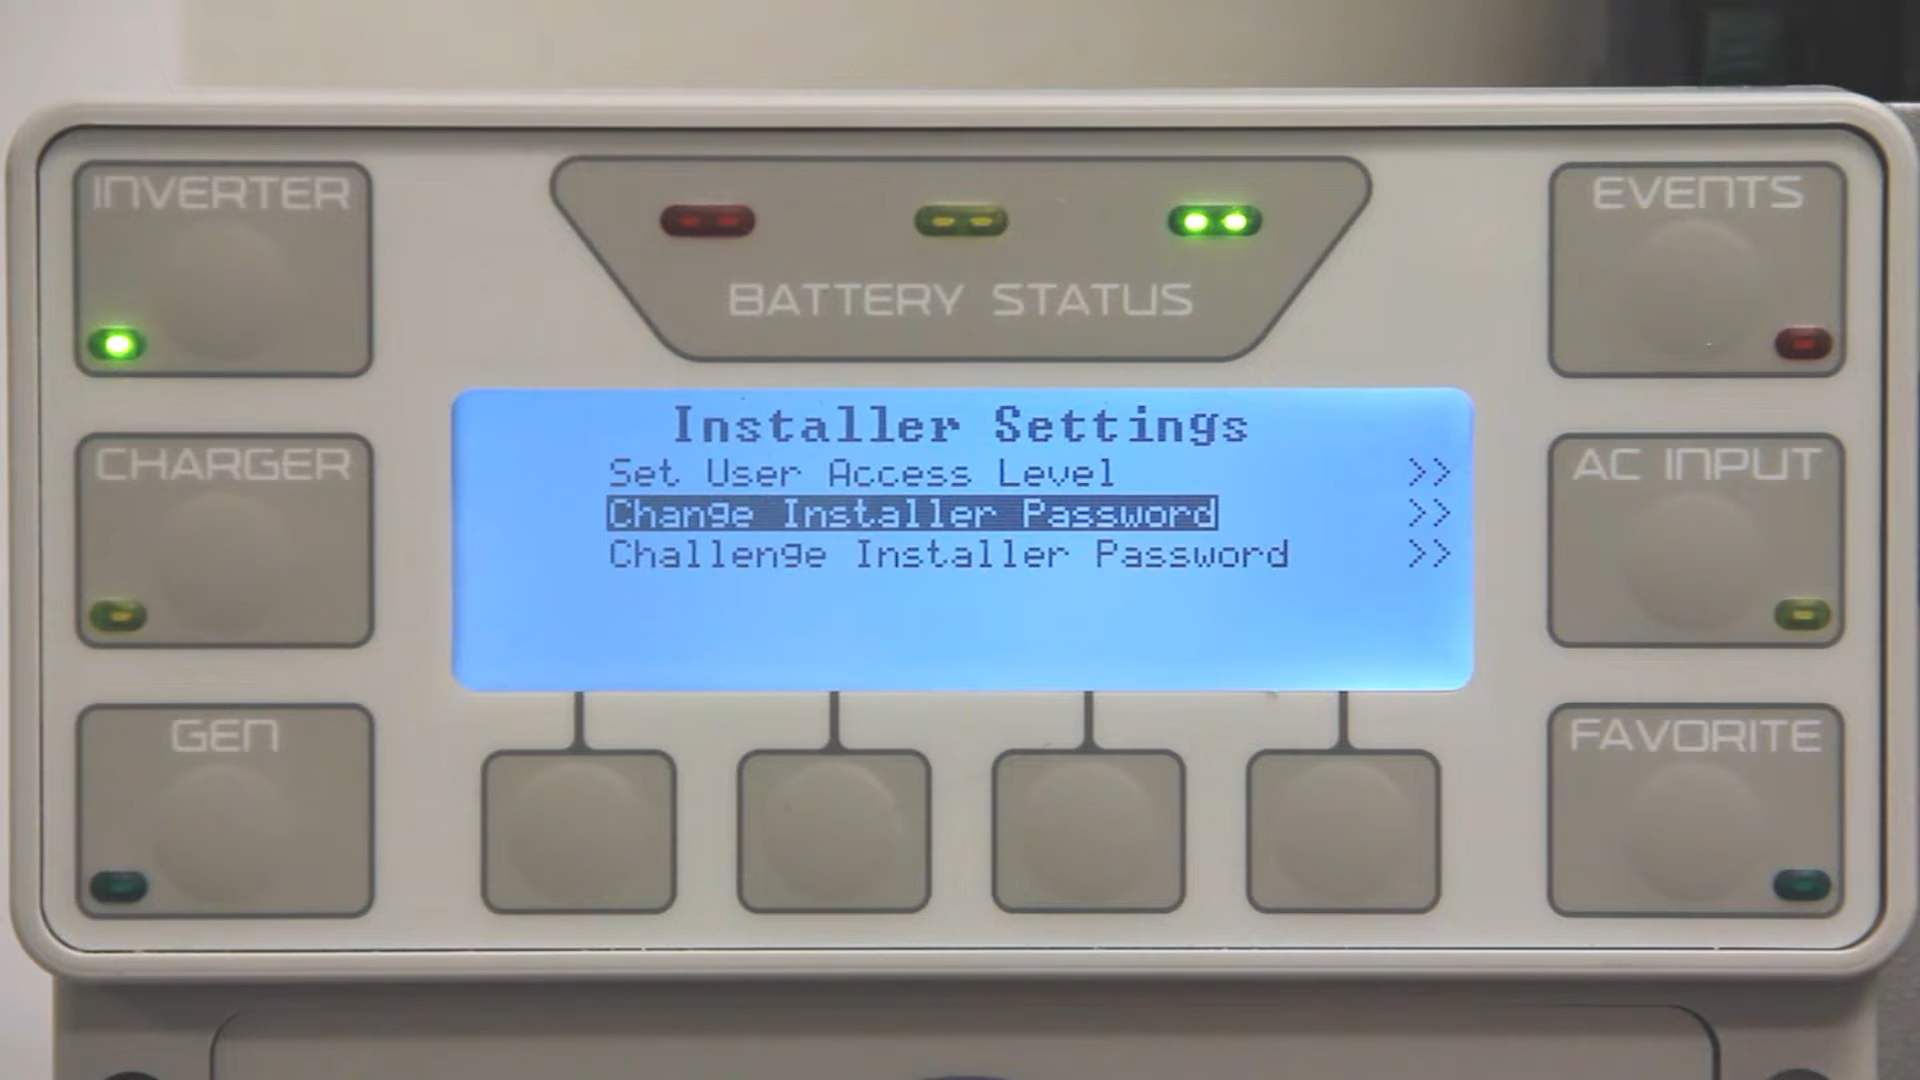 INVERTER
BATTERY STATUS
EVENTS
CHARGER
Installer Settings
Set User Access Level >>
Change Installer Password >>
Challenge Installer Password >>
AC INPUT
GEN
FAVORITE